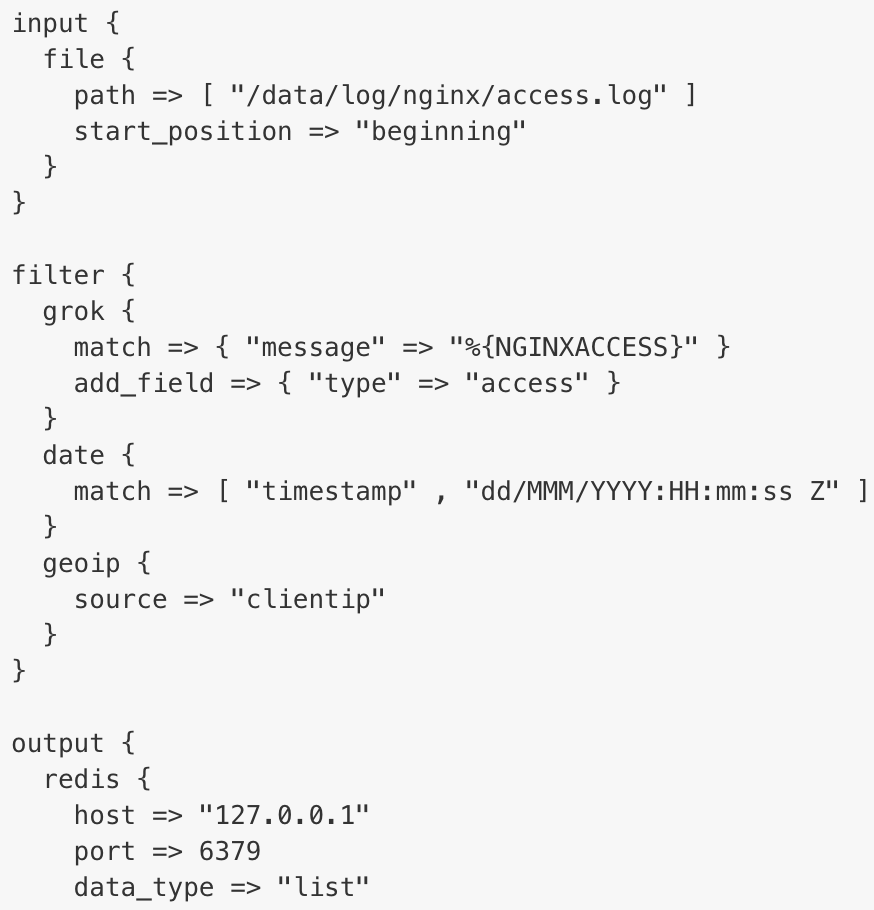 input {
  file {
    path => [ "/data/log/nginx/access.log" ]
    start_position => "beginning"
  }
}

filter {
  grok {
    match => { "message" => "%{NGINXACCESS}" }
    add_field => { "type" => "access" }
  }
  date {
    match => [ "timestamp" , "dd/MMM/YYYY:HH:mm:ss Z" ]
  }
  geoip {
    source => "clientip"
  }
}

output {
  redis {
    host => "127.0.0.1"
    port => 6379
    data_type => "list"